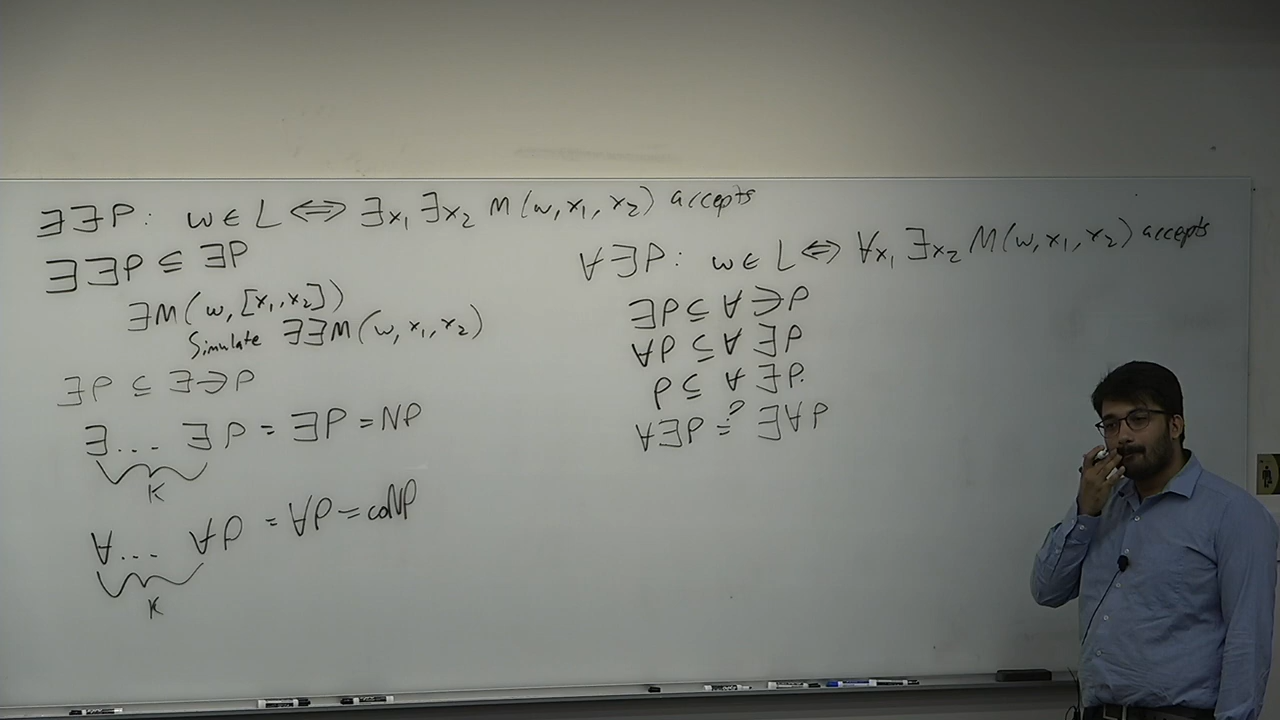 ∃∃P: w∈L ⟺ ∃x₁ ∃x₂ M(w,x₁,x₂) accepts
∃∃P ⊆ ∃P
∃M(w,[x₁,x₂])
Simulate ∃∃M(w,x₁,x₂)
∃P ⊆ ∃∃P
∃... ∃P = ∃P = NP
K
∀... ∀P = ∀P = coNP
K
∀∃P: w∈L ⟺ ∀x₁ ∃x₂ M(w,x₁,x₂) accepts
∃P ⊆ ∀∃P
∀P ⊆ ∀∃P
P ⊆ ∀∃P.
∀∃P ≟ ∃∀P